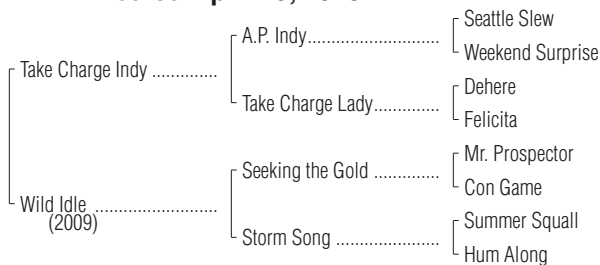 A.P. Indy
Seattle Slew
Weekend Surprise
Take Charge Indy
Take Charge Lady
Dehere
Felicita
Seeking the Gold
Mr. Prospector
Con Game
Wild Idle
(2009)
Storm Song
Summer Squall
Hum Along